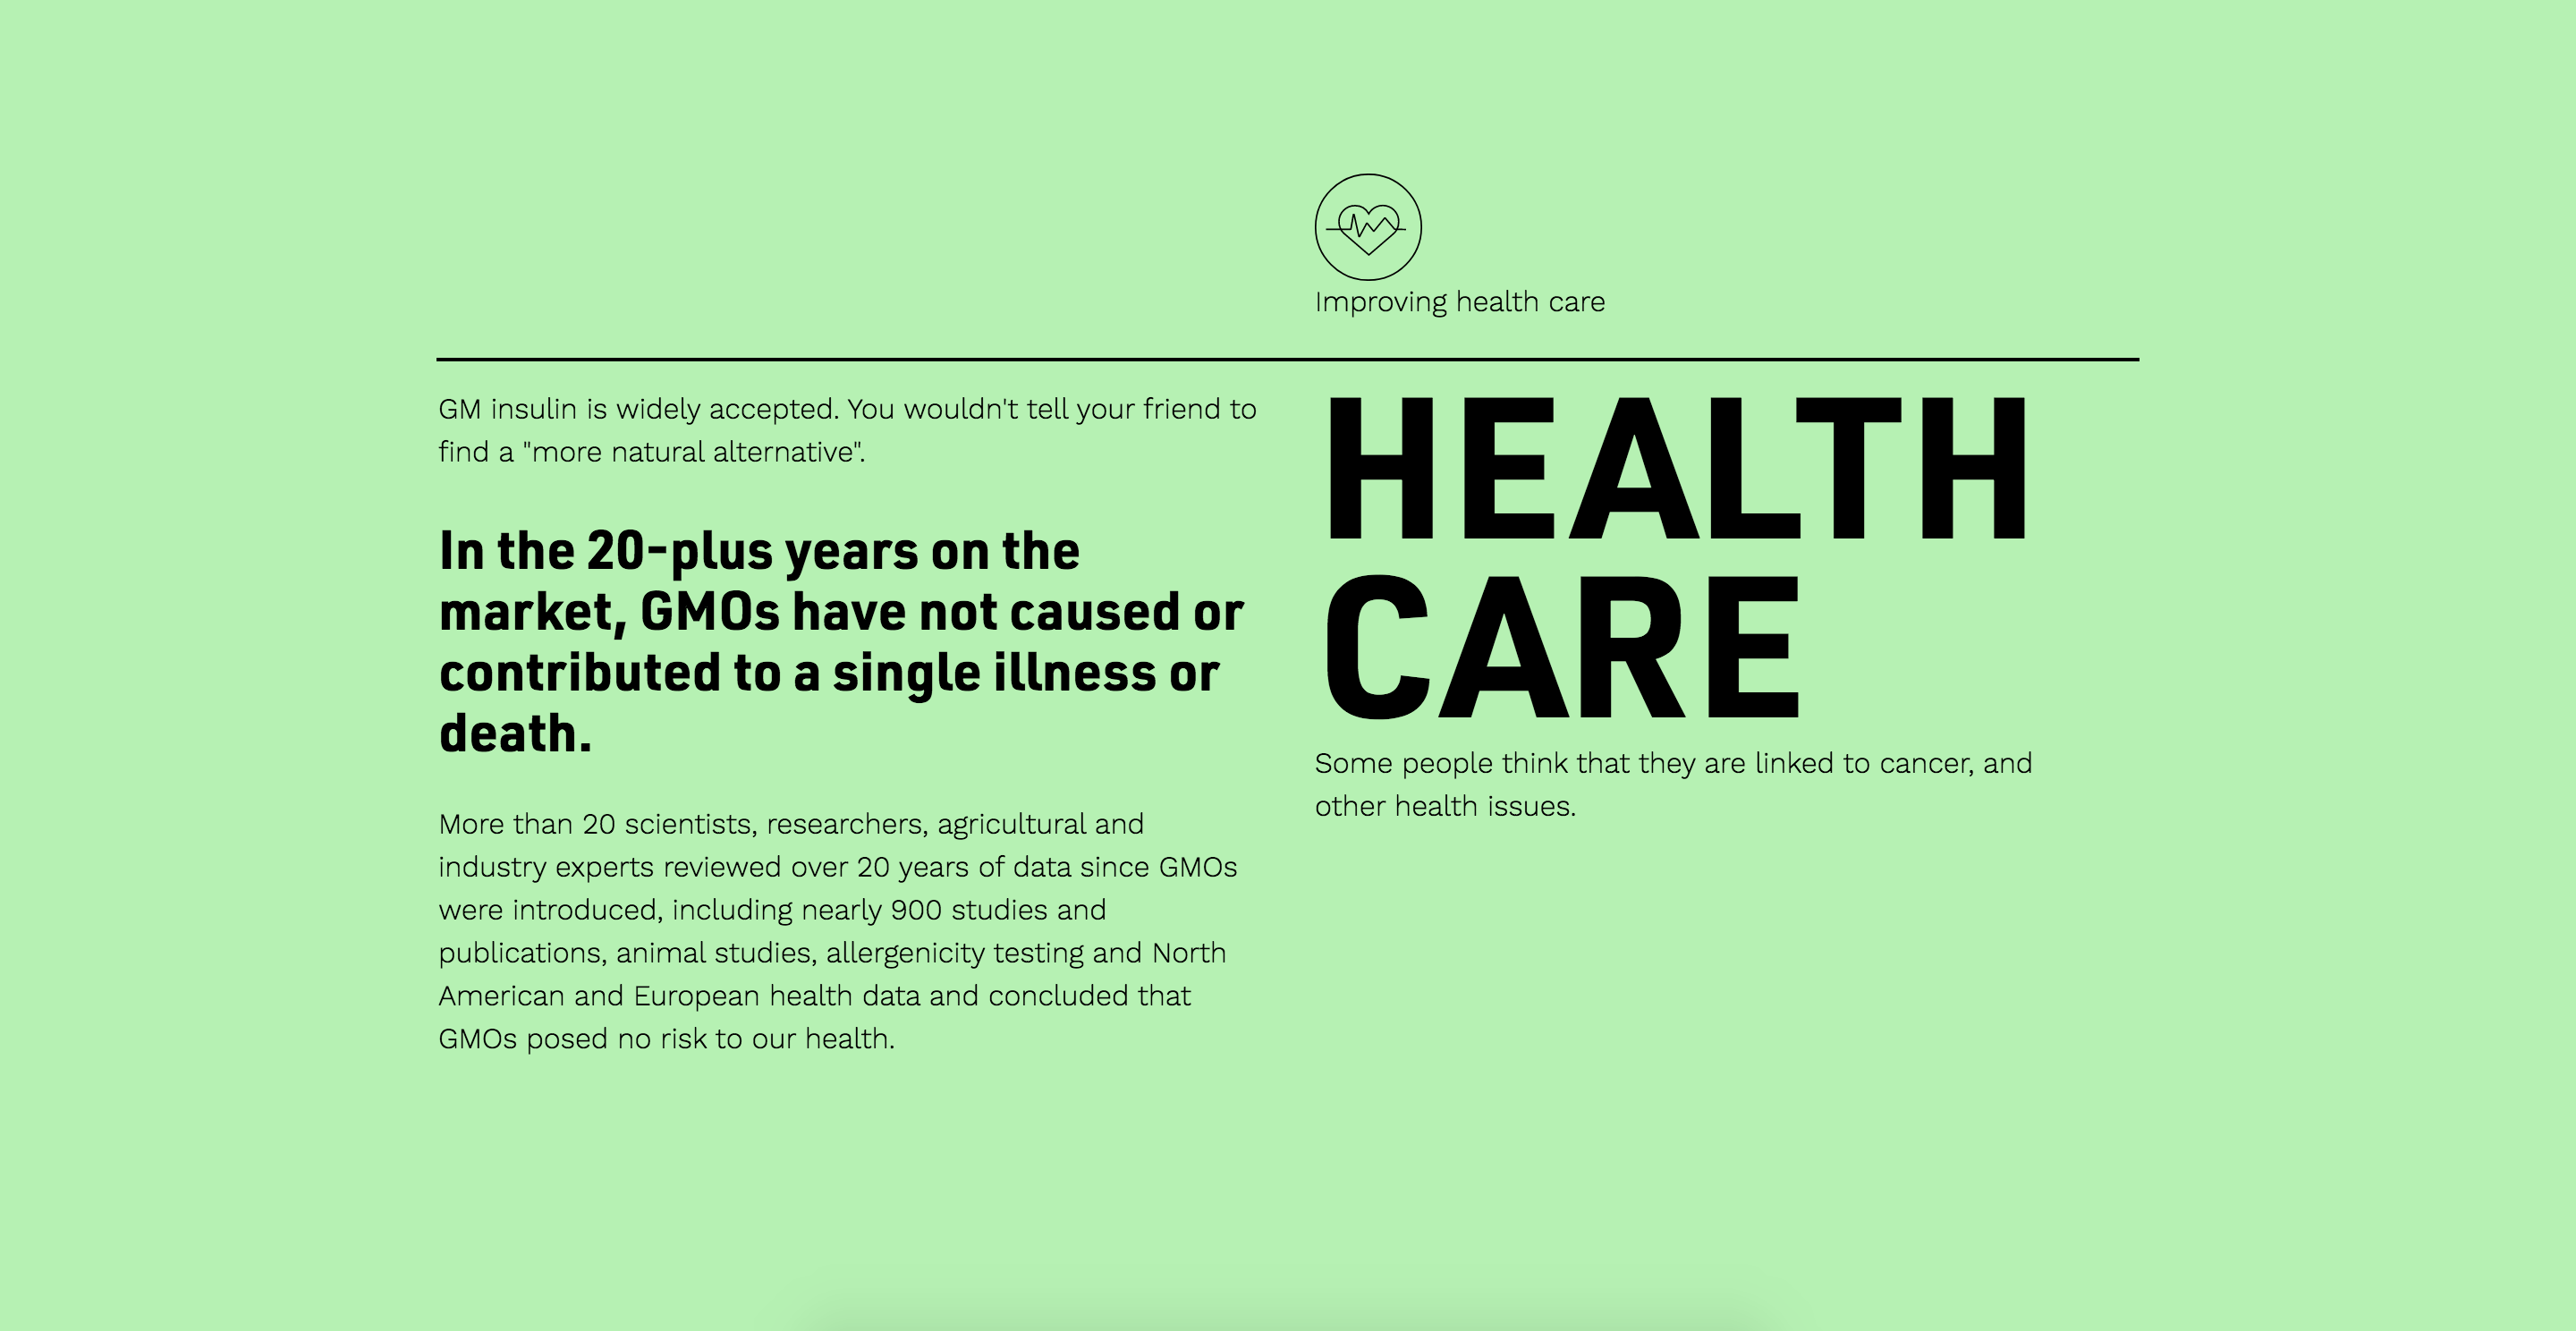 Improving health care
GM insulin is widely accepted. You wouldn't tell your friend to
find a "more natural alternative".
In the 20-plus years on the
market, GMOs have not caused or
contributed to a single illness or
death.
More than 20 scientists, researchers, agricultural and
industry experts reviewed over 20 years of data since GMOs
were introduced, including nearly 900 studies and
publications, animal studies, allergenicity testing and North
American and European health data and concluded that
GMOs posed no risk to our health.
HEALTH
CARE
Some people think that they are linked to cancer, and
other health issues.